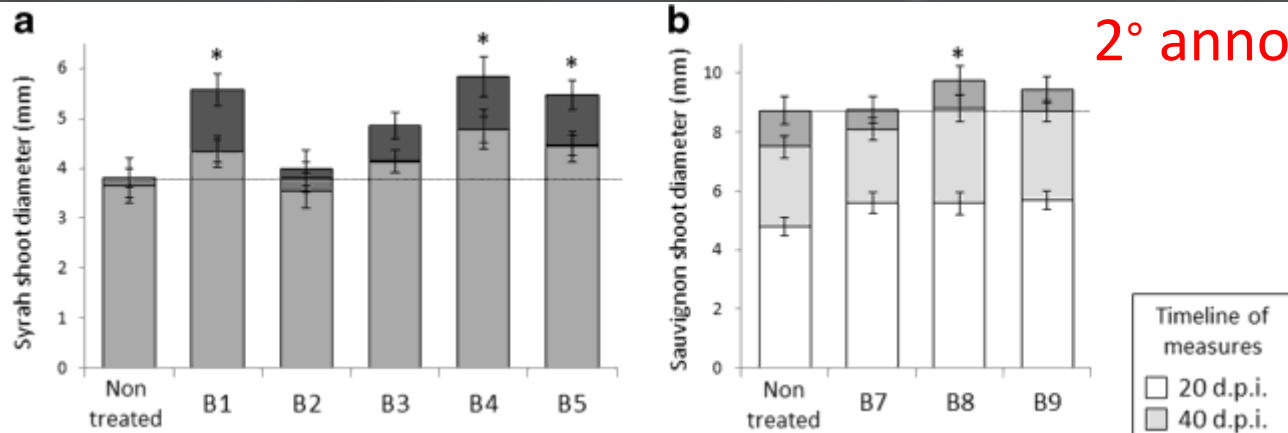 a
b
2° anno
Syrah shoot diameter (mm)
6
5
4
3
2
1
0
*
*
*
Non treated
B1
B2
B3
B4
B5
Sauvignon shoot diameter (mm)
10
8
6
4
2
0
*
Non treated
B7
B8
B9
Timeline of
measures
20 d.p.i.
40 d.p.i.